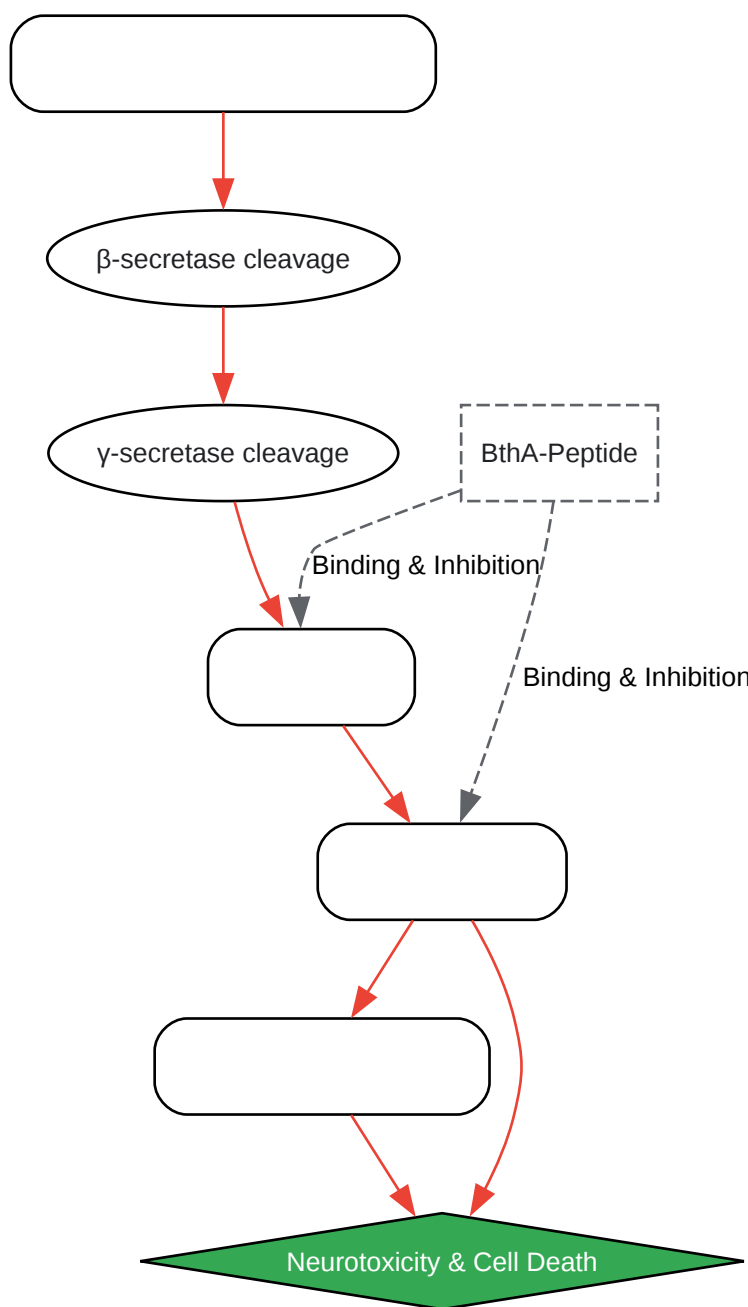 β-secretase cleavage
γ-secretase cleavage
BthA-Peptide
Binding & Inhibition
Binding & Inhibition
Neurotoxicity & Cell Death